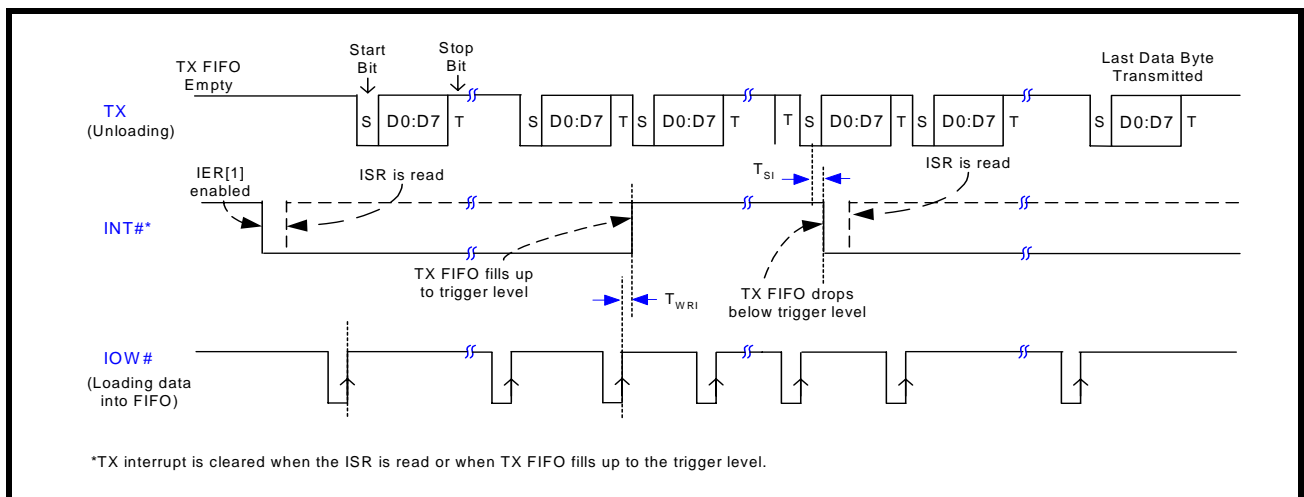 Start
Bit
Stop
Bit
TX FIFO
Empty
Last Data Byte
Transmitted
TX
(Unloading)
S D0:D7 S D0:D7 T S D0:D7 T T S D0:D7 T S D0:D7 T S D0:D7 T
IER[1]
enabled
ISR is read
TSI
ISR is read
INT#*
TX FIFO fills up
to trigger level
TWRI
TX FIFO drops
below trigger level
IOW#
(Loading data
into FIFO)
*TX interrupt is cleared when the ISR is read or when TX FIFO fills up to the trigger level.